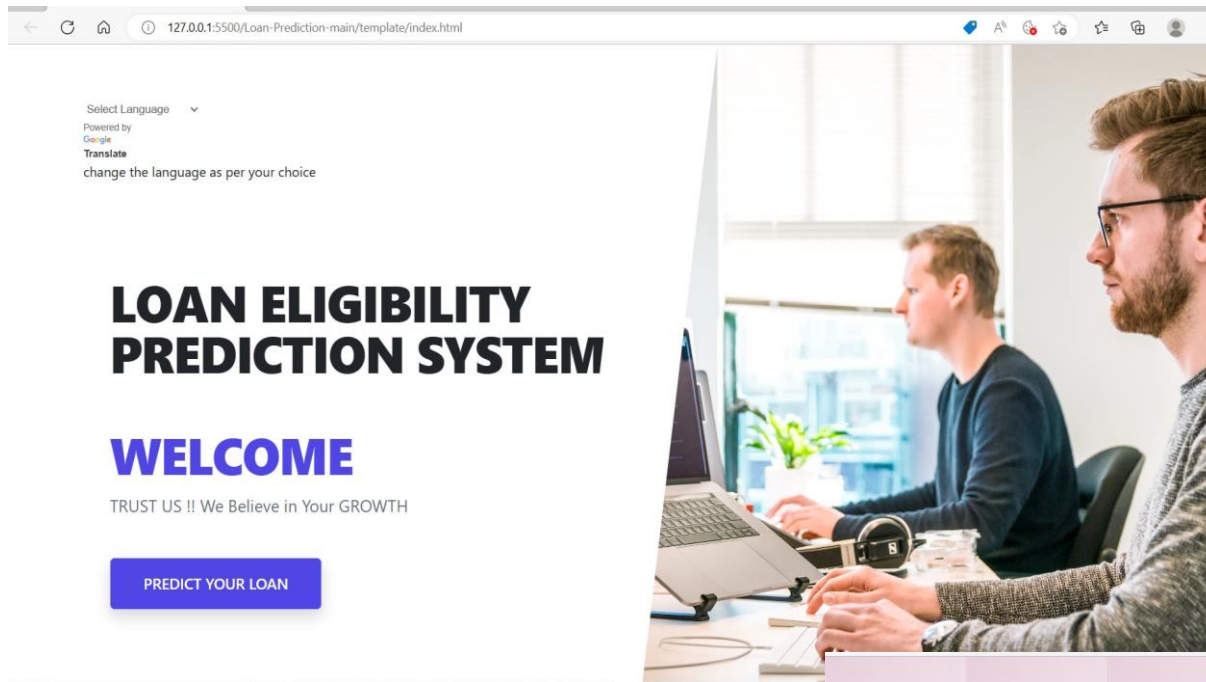 127.0.0.1:5500/Loan-Prediction-main/template/index.html
Select Language
Powered by
Google
Translate
change the language as per your choice
LOAN ELIGIBILITY
PREDICTION SYSTEM
WELCOME
TRUST US !! We Believe in Your GROWTH
PREDICT YOUR LOAN